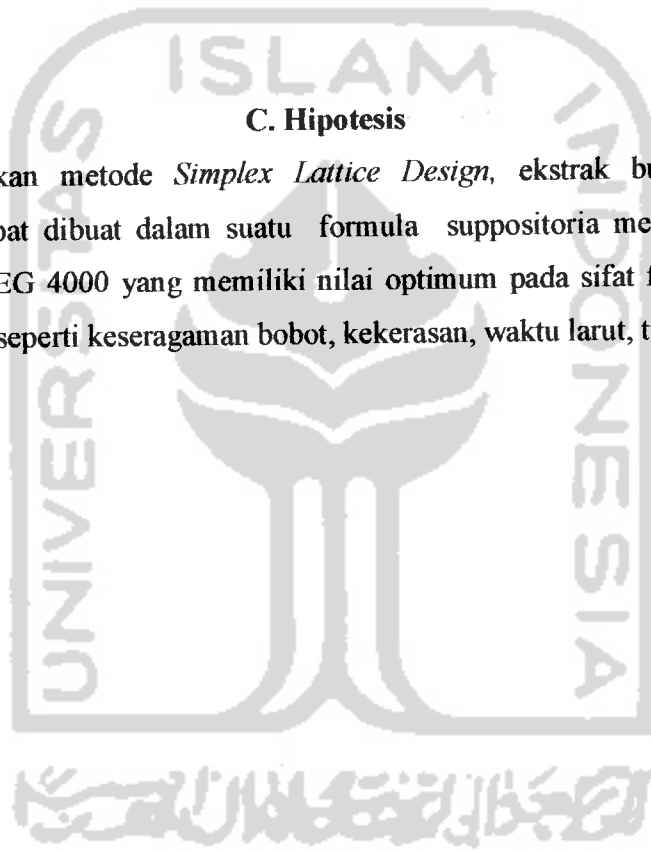 ISLAM
UNIVERSITAS
INDONESIA
C. Hipotesis
kan metode Simplex Lattice Design, ekstrak bu
pat dibuat dalam suatu formula suppositoria me
EG 4000 yang memiliki nilai optimum pada sifat f
seperti keseragaman bobot, kekerasan, waktu larut, t